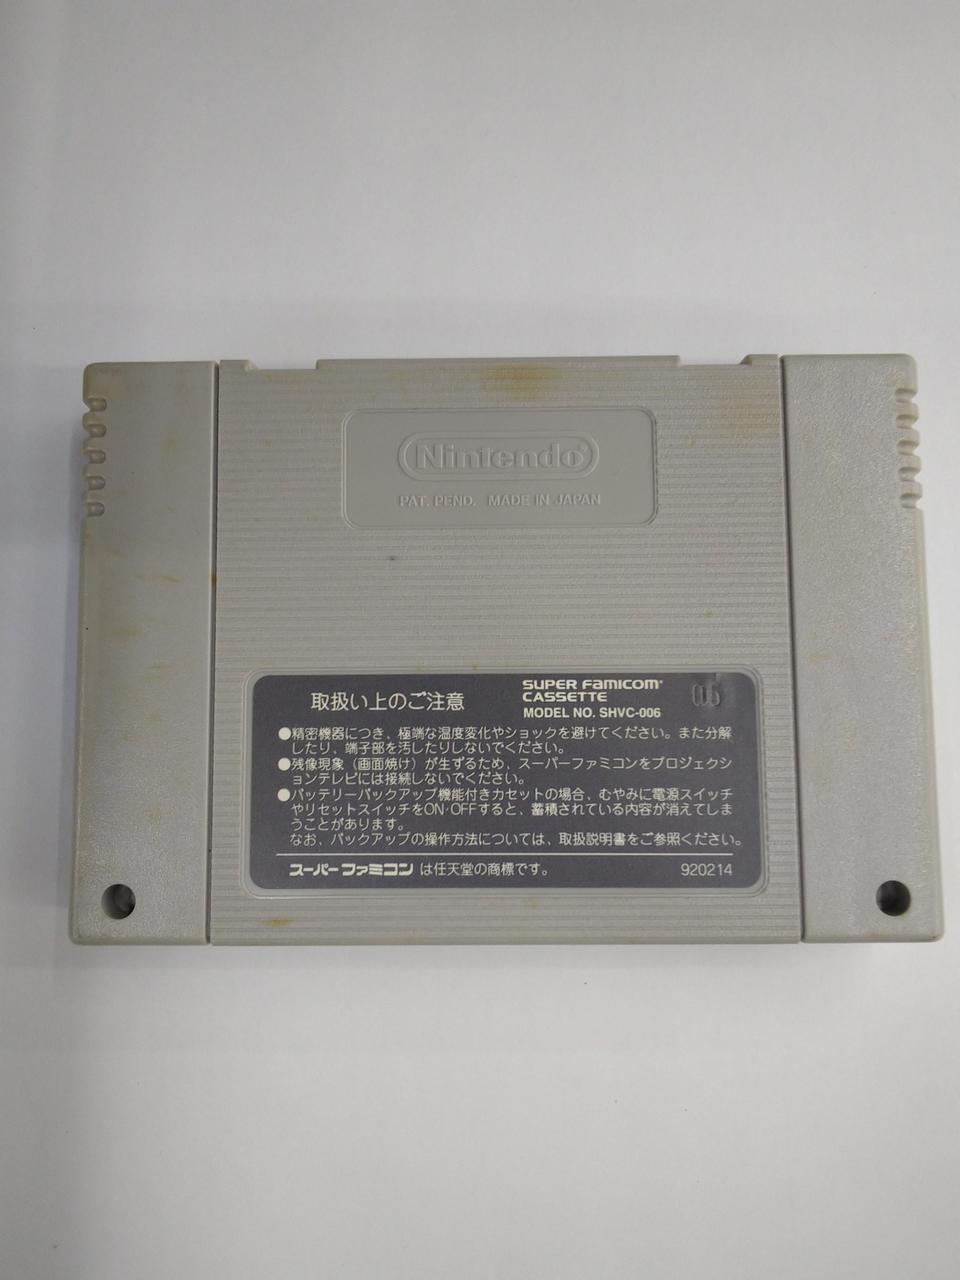 Nintendo
PAT. PEND. MADE IN JAPAN
取扱い上のご注意
SUPER FAMICOM
CASSETTE
MODEL NO. SHVC-006
06
●精密機器につき、極端な温度変化やショックを避けてください。また分解
したり、端子部を汚したりしないでください。
●残像現象（画面焼け）が生ずるため、スーパーファミコンをプロジェクシ
ョンテレビには接続しないでください。
●バッテリーバックアップ機能付きカセットの場合、むやみに電源スイッチ
やリセットスイッチをON・OFFすると、蓄積されている内容が消えてしま
うことがあります。
なお、バックアップの操作方法については、取扱説明書をご参照ください。
スーパーファミコン は任天堂の商標です。
920214